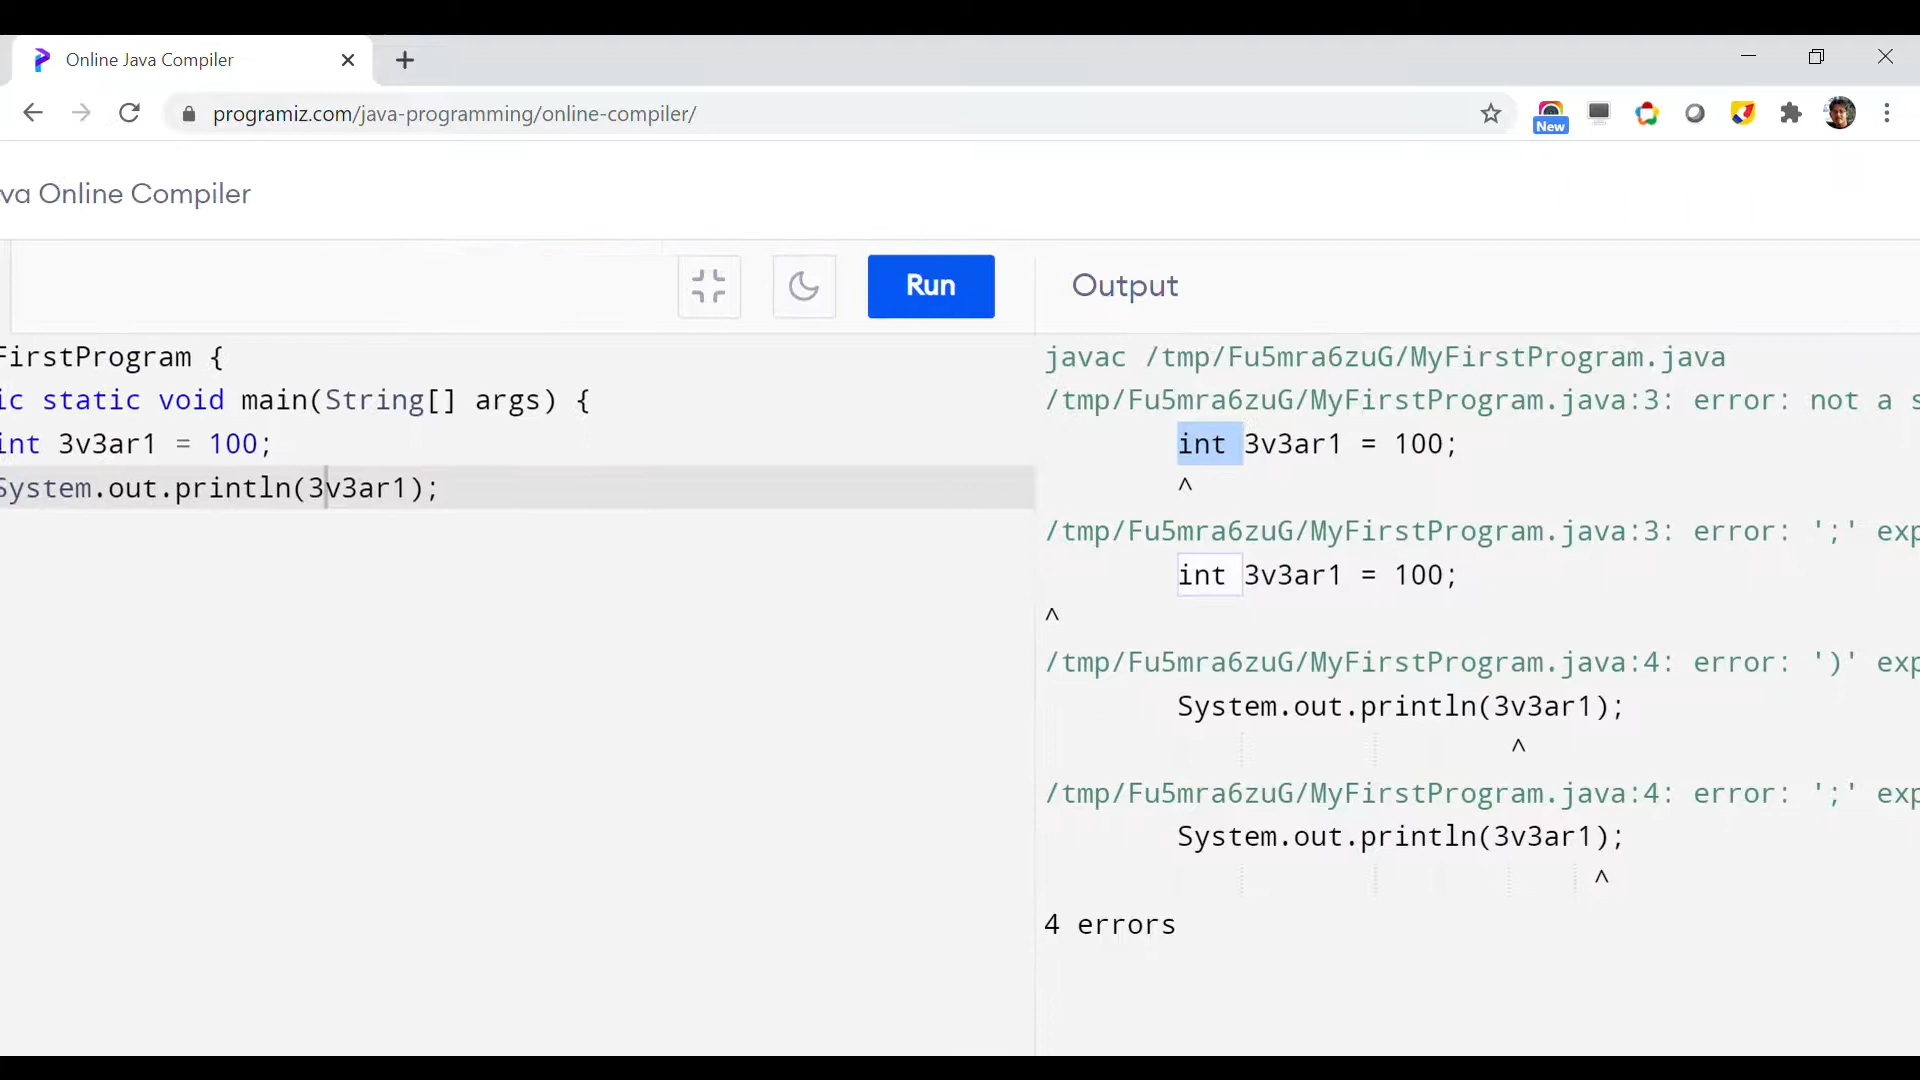 Online Java Compiler
programiz.com/java-programming/online-compiler/
New
va Online Compiler
Run
Output
FirstProgram {
ic static void main(String[] args) {
int 3v3ar1 = 100;
System.out.println(3v3ar1);
javac /tmp/Fu5mra6zuG/MyFirstProgram.java
/tmp/Fu5mra6zuG/MyFirstProgram.java:3: error: not a s
int 3v3ar1 = 100;
^
/tmp/Fu5mra6zuG/MyFirstProgram.java:3: error: ';' exp
int 3v3ar1 = 100;
^
/tmp/Fu5mra6zuG/MyFirstProgram.java:4: error: ')' exp
System.out.println(3v3ar1);
^
/tmp/Fu5mra6zuG/MyFirstProgram.java:4: error: ';' exp
System.out.println(3v3ar1);
^
4 errors